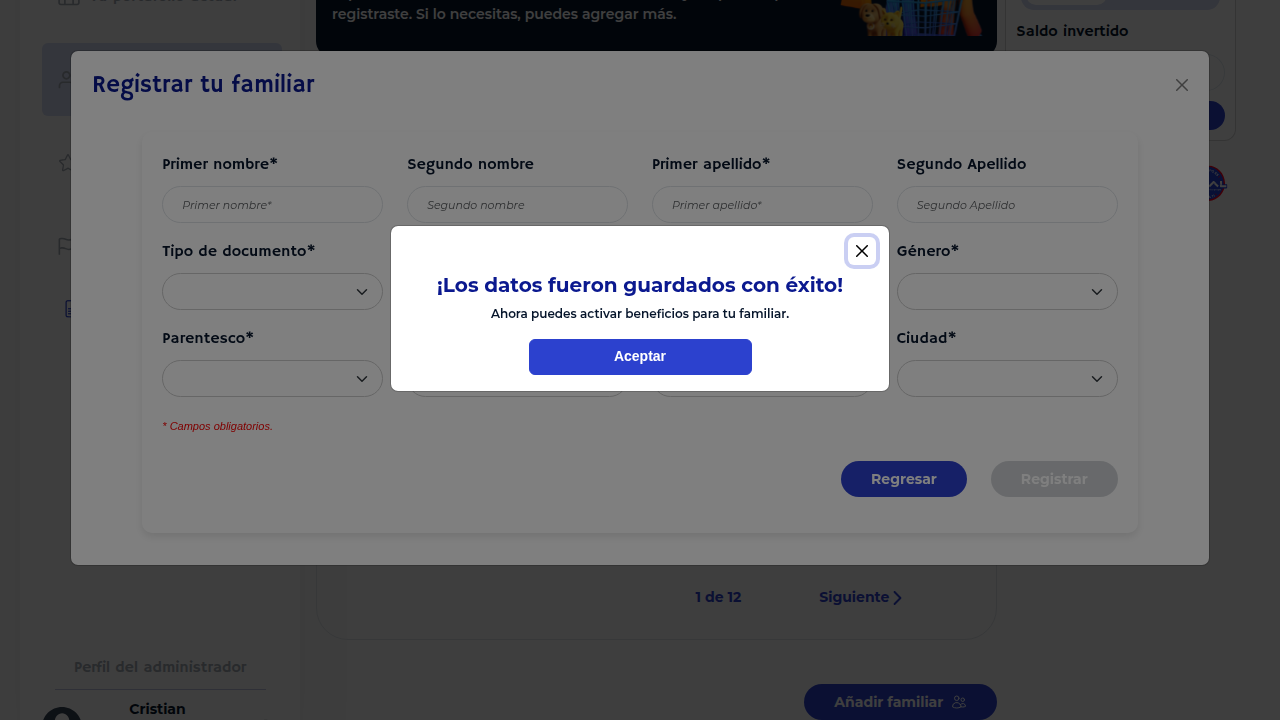 registraste. Si lo necesitas, puedes agregar más.
Saldo invertido
Registrar tu familiar
Primer nombre*
Segundo nombre
Primer apellido*
Segundo Apellido
Primer nombre*
Segundo nombre
Primer apellido*
Segundo Apellido
Tipo de documento*
Género*
¡Los datos fueron guardados con éxito!
Ahora puedes activar beneficios para tu familiar.
Aceptar
Parentesco*
Ciudad*
* Campos obligatorios.
Regresar
Registrar
1 de 12
Siguiente
Perfil del administrador
Cristian
Añadir familiar